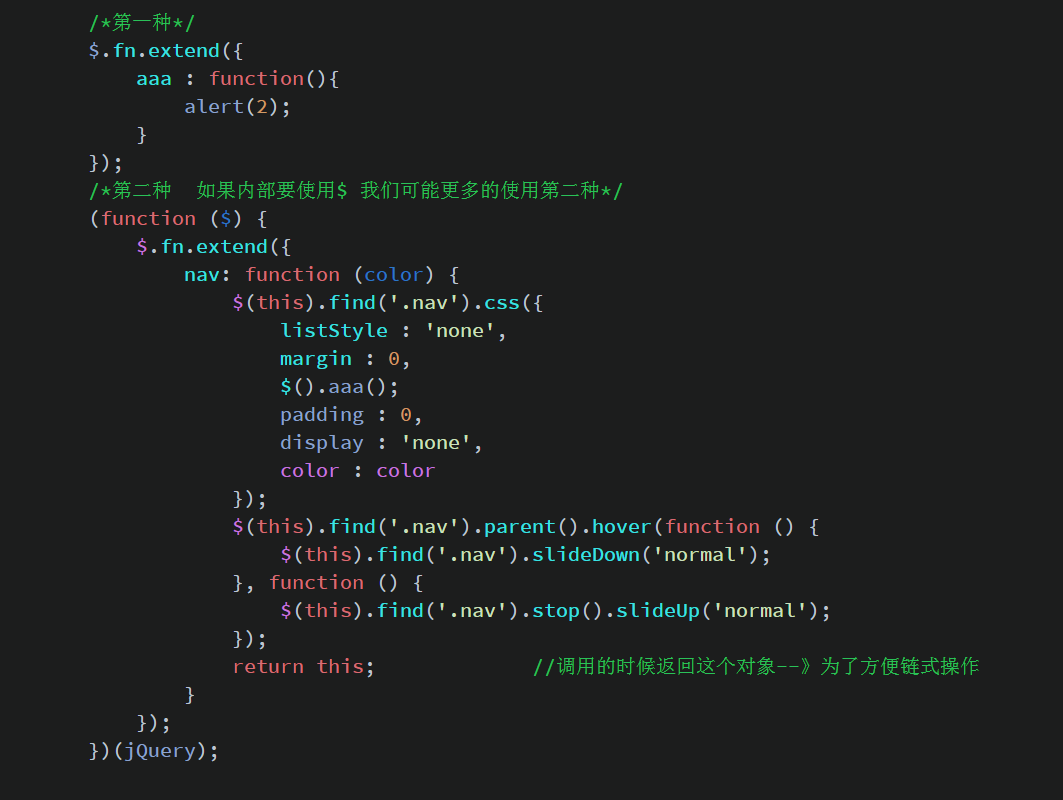 /*第一种*/
$.fn.extend({
    aaa : function(){
        alert(2);
    }
});
/*第二种  如果内部要使用$ 我们可能更多的使用第二种*/
(function ($) {
    $.fn.extend({
        nav: function (color) {
            $(this).find('.nav').css({
                listStyle : 'none',
                margin : 0,
                $().aaa();
                padding : 0,
                display : 'none',
                color : color
            });
            $(this).find('.nav').parent().hover(function () {
                $(this).find('.nav').slideDown('normal');
            }, function () {
                $(this).find('.nav').stop().slideUp('normal');
            });
            return this;             //调用的时候返回这个对象--》为了方便链式操作
        }
    });
})(jQuery);